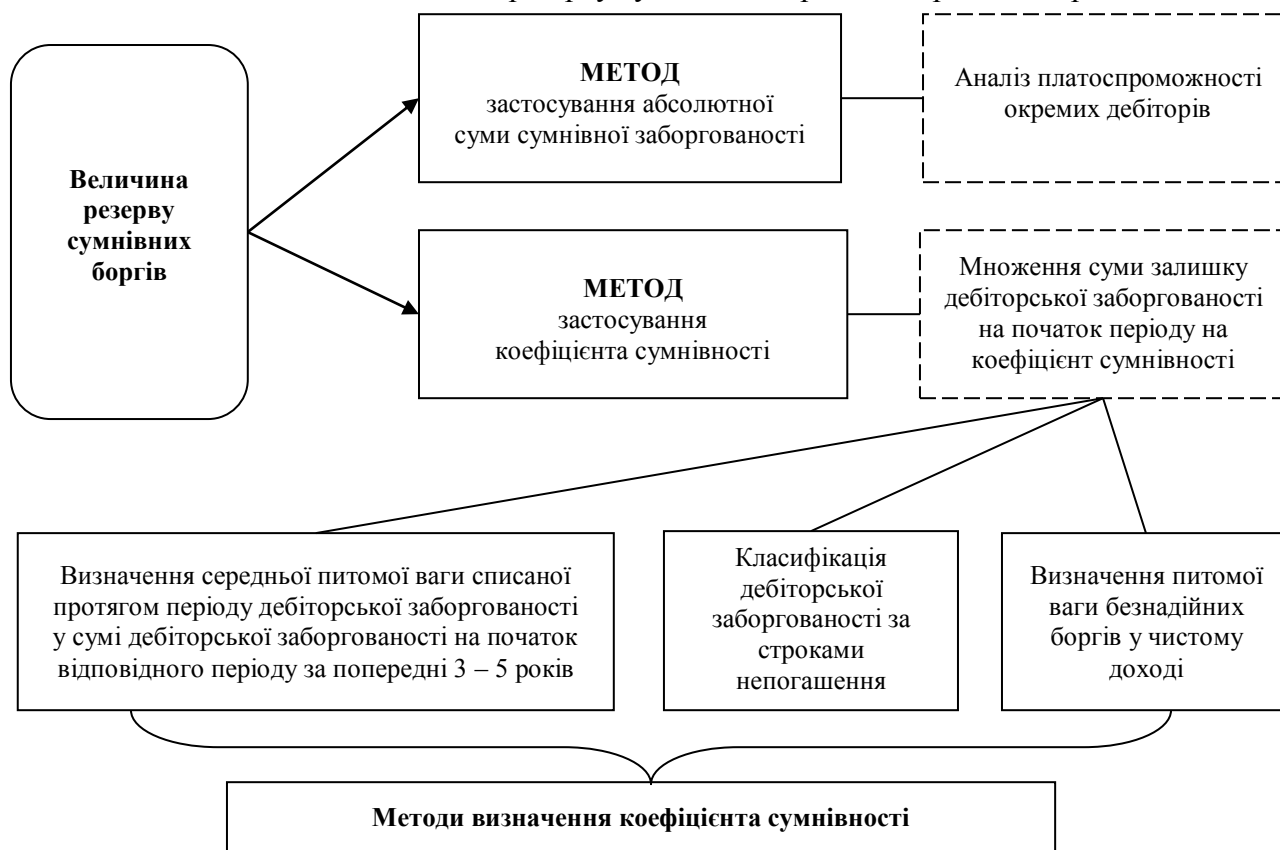 МЕТОД
застосування абсолютної
суми сумнівної заборгованості
Аналіз платоспроможності
окремих дебіторів
Величина
резерву
сумнівних
боргів
МЕТОД
застосування
коефіцієнта сумнівності
Множення суми залишку
дебіторської заборгованості
на початок періоду на
коефіцієнт сумнівності
Визначення середньої питомої ваги списаної
протягом періоду дебіторської заборгованості
у сумі дебіторської заборгованості на початок
відповідного періоду за попередні 3 – 5 років
Класифікація
дебіторської
заборгованості за
строками
непогашення
Визначення питомої
ваги безнадійних
боргів у чистому
доході
Методи визначення коефіцієнта сумнівності